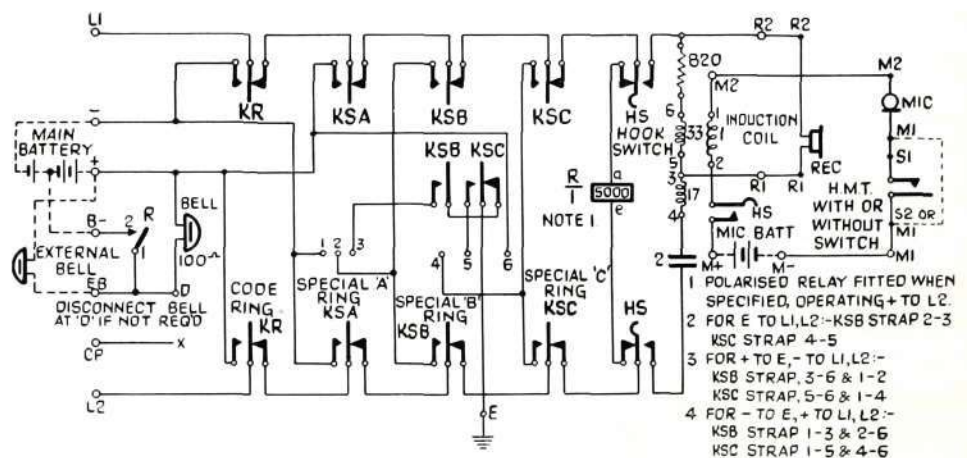 L1
R2
R2
820
M2
M2
KR
KSA
KSB
KSC
HS
HOOK
SWITCH
MIC
M1
S1
6
33
5
3
1
1
2
INDUCTION
COIL
REC
R1
R1
H.M.T.
WITH OR
WITHOUT
SWITCH
S2 OR
M1
M1
−
MAIN
BATTERY
+
KSB
KSC
a
R/1
5000
e
NOTE 1
17
4
HS
MIC BATT
M+
M-
2
B-
2
R
1
BELL
100~
EXTERNAL
BELL
EB
D
DISCONNECT BELL
AT 'D' IF NOT REQ'D
1
2
3
4
5
6
CODE
RING
KR
SPECIAL 'A'
RING
KSA
SPECIAL 'B'
RING
KSB
SPECIAL 'C'
RING
KSC
HS
CP
X
L2
E
1 POLARISED RELAY FITTED WHEN
SPECIFIED, OPERATING + TO L2.
2 FOR E TO L1,L2:-KSB STRAP 2-3
KSC STRAP 4-5
3 FOR + TO E,- TO L1,L2:-
KSB STRAP, 3-6 & 1-2
KSC STRAP, 5-6 & 1-4
4 FOR - TO E,+ TO L1,L2:-
KSB STRAP 1-3 & 2-6
KSC STRAP 1-5 & 4-6